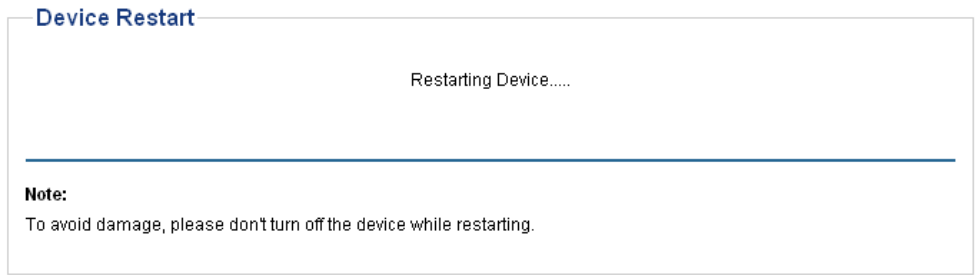 Device Restart
Restarting Device.....
Note:
To avoid damage, please don't turn off the device while restarting.